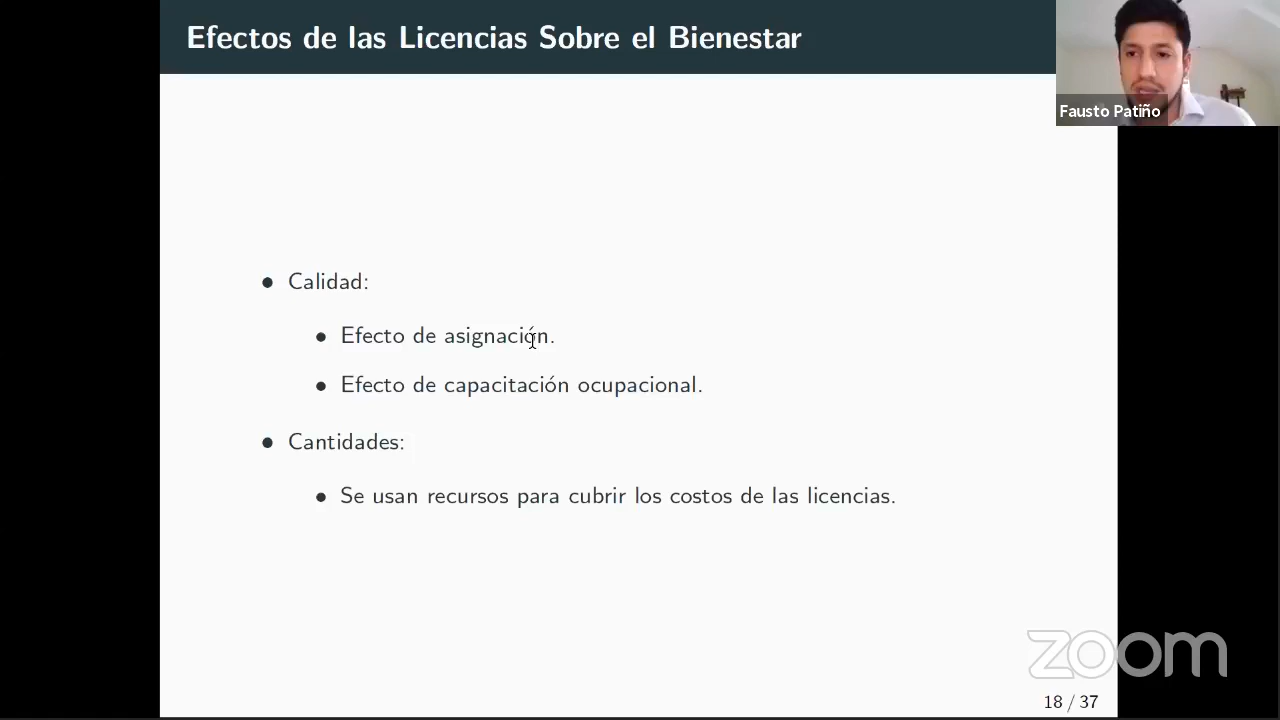 Efectos de las Licencias Sobre el Bienestar
Fausto Patiño
• Calidad:
• Efecto de asignación.
• Efecto de capacitación ocupacional.
• Cantidades:
• Se usan recursos para cubrir los costos de las licencias.
zoom
18 / 37